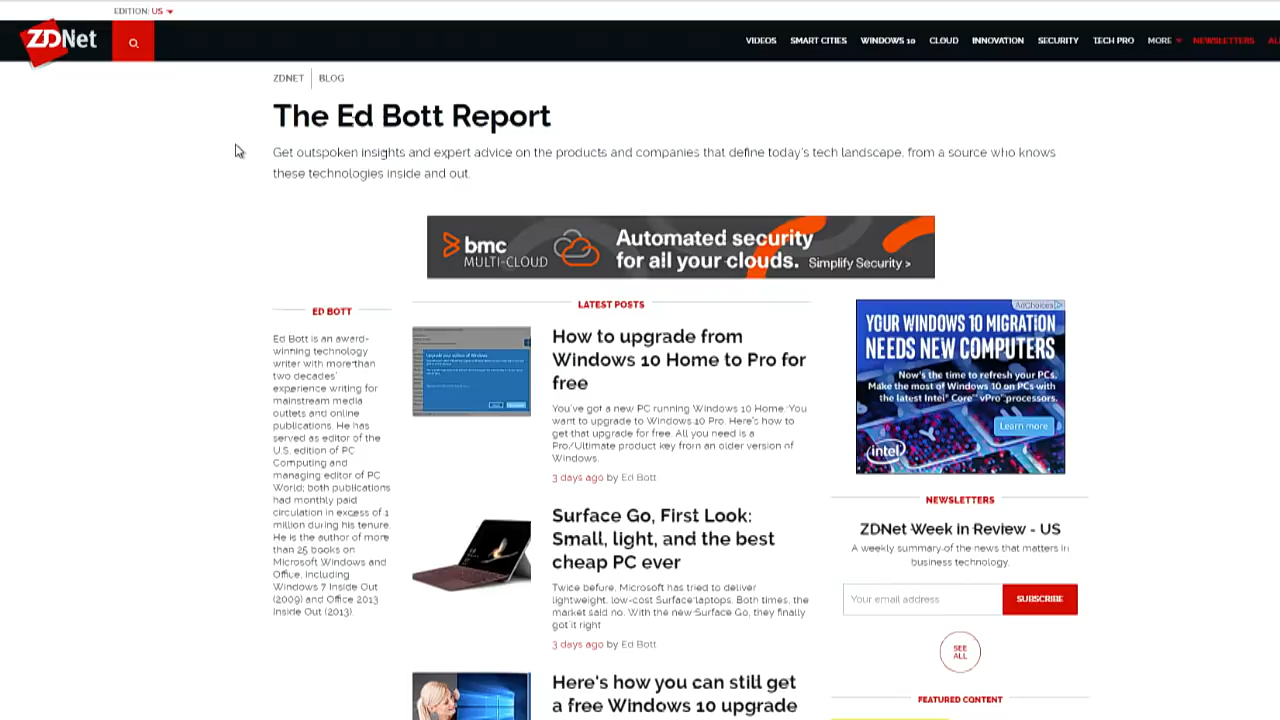 EDITION: US
ZDNet
VIDEOS SMART CITIES WINDOWS 10 CLOUD INNOVATION SECURITY TECH PRO MORE NEWSLETTERS
ZDNET BLOG
The Ed Bott Report
Get outspoken insights and expert advice on the products and companies that define today's tech landscape, from a source who knows
these technologies inside and out.
bmc
MULTI-CLOUD
Automated security
for all your clouds. Simplify Security >
ED BOTT
Ed Bott is an award-
winning technology
writer with more than
two decades'
experience writing for
mainstream media
outlets and online
publications. He has
served as editor of the
U.S. edition of PC
Computing and
managing editor of PC
World; both publications
had monthly paid
circulation in excess of 1
million during his tenure.
He is the author of more
than 25 books on
Microsoft Windows and
Office, including
Windows 7 Inside Out
(2009) and Office 2013
Inside Out (2013).
LATEST POSTS
How to upgrade from
Windows 10 Home to Pro for
free
You've got a new PC running Windows 10 Home. You
want to upgrade to Windows 10 Pro. Here's how to
get that upgrade for free. All you need is a
Pro/Ultimate product key from an older version of
Windows.
3 days ago by Ed Bott
Surface Go, First Look:
Small, light, and the best
cheap PC ever
Twice before, Microsoft has tried to deliver
lightweight, low-cost Surface laptops. Both times, the
market said no. With the new Surface Go, they finally
got it right
3 days ago by Ed Bott
Here's how you can still get
a free Windows 10 upgrade
AdChoices
YOUR WINDOWS 10 MIGRATION
NEEDS NEW COMPUTERS
Now's the time to refresh your PCs.
Make the most of Windows 10 on PCs with
the latest Intel® Core™ vPro™ processors.
Learn more
intel
NEWSLETTERS
ZDNet Week in Review - US
A weekly summary of the news that matters in
business technology.
Your email address
SUBSCRIBE
SEE
ALL
FEATURED CONTENT